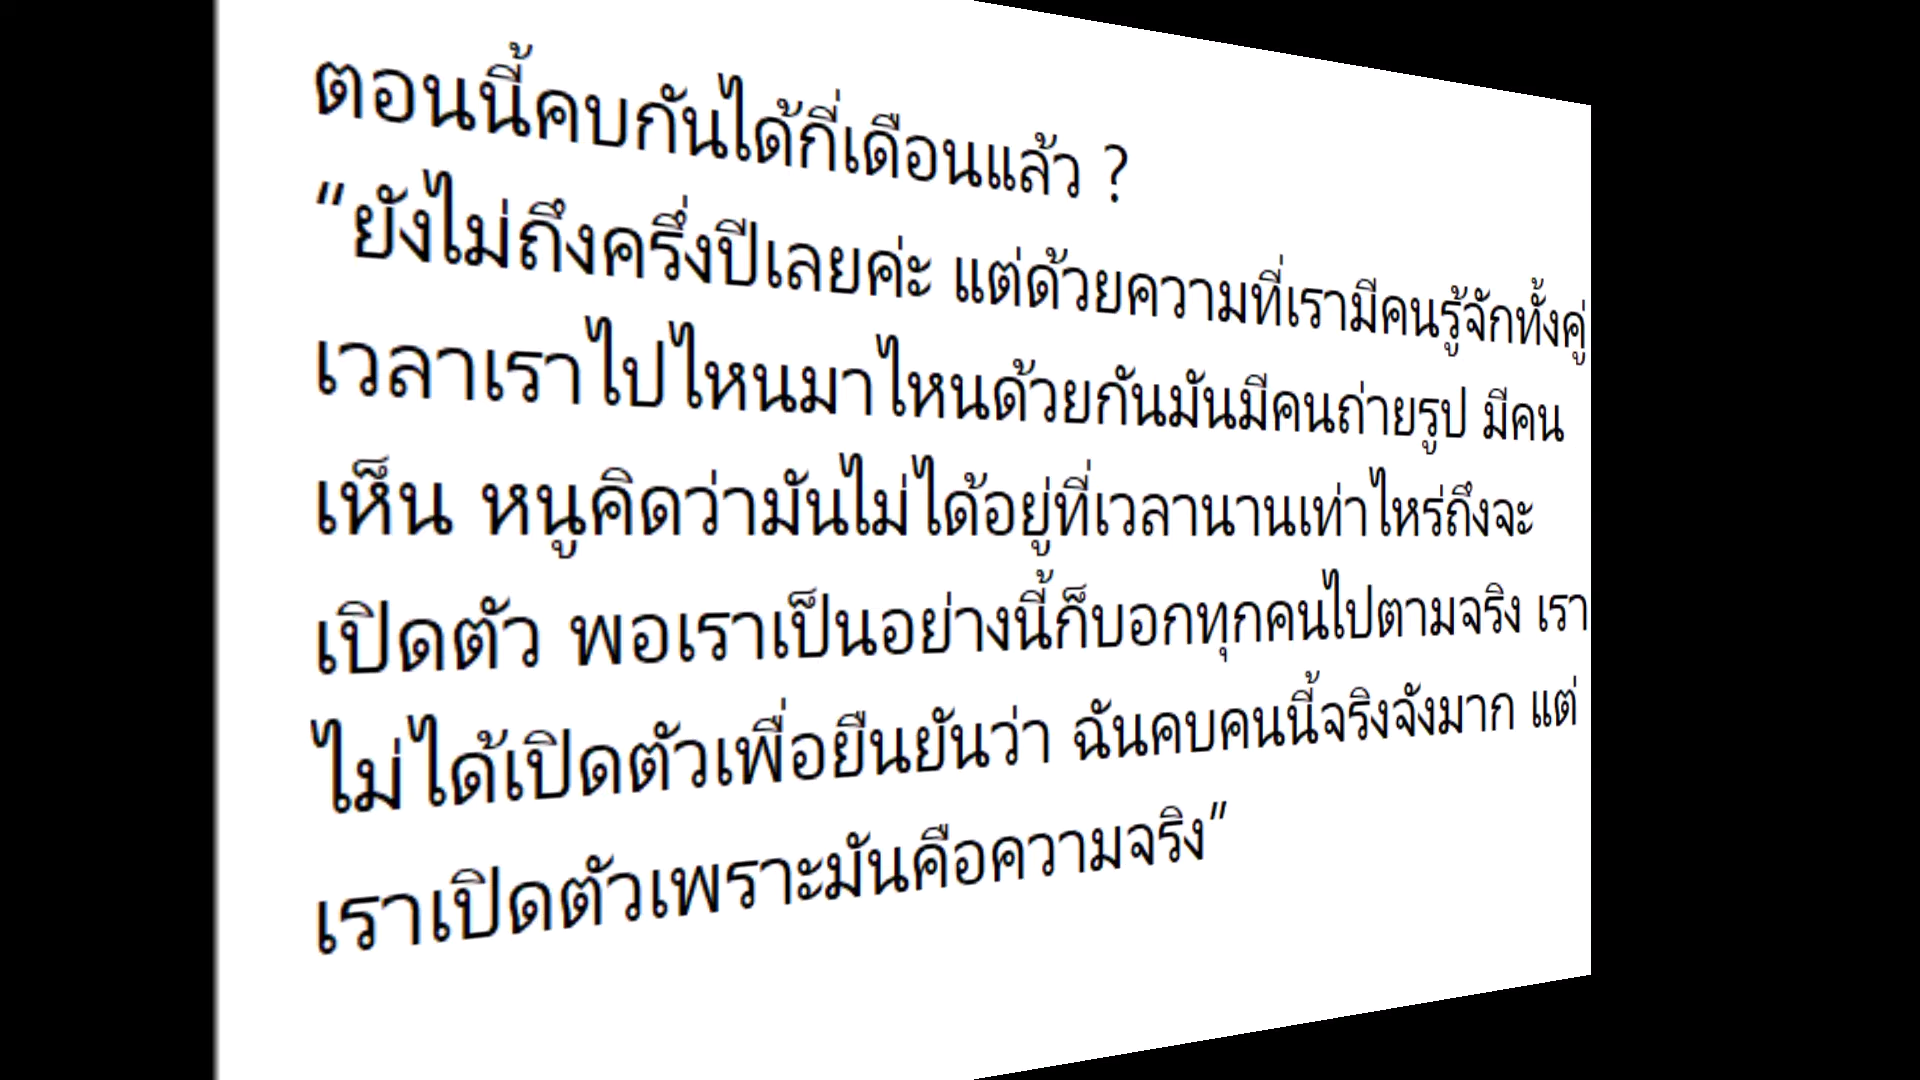 ตอนนี้คบกันได้กี่เดือนแล้ว ?
“ยังไม่ถึงครึ่งปีเลยค่ะ แต่ด้วยความที่เรามีคนรู้จักทั้งคู่
เวลาเราไปไหนมาไหนด้วยกันมันมีคนถ่ายรูป มีคน
เห็น หนูคิดว่ามันไม่ได้อยู่ที่เวลานานเท่าไหร่ถึงจะ
เปิดตัว พอเราเป็นอย่างนี้ก็บอกทุกคนไปตามจริง เรา
ไม่ได้เปิดตัวเพื่อยืนยันว่า ฉันคบคนนี้จริงจังมาก แต่
เราเปิดตัวเพราะมันคือความจริง”